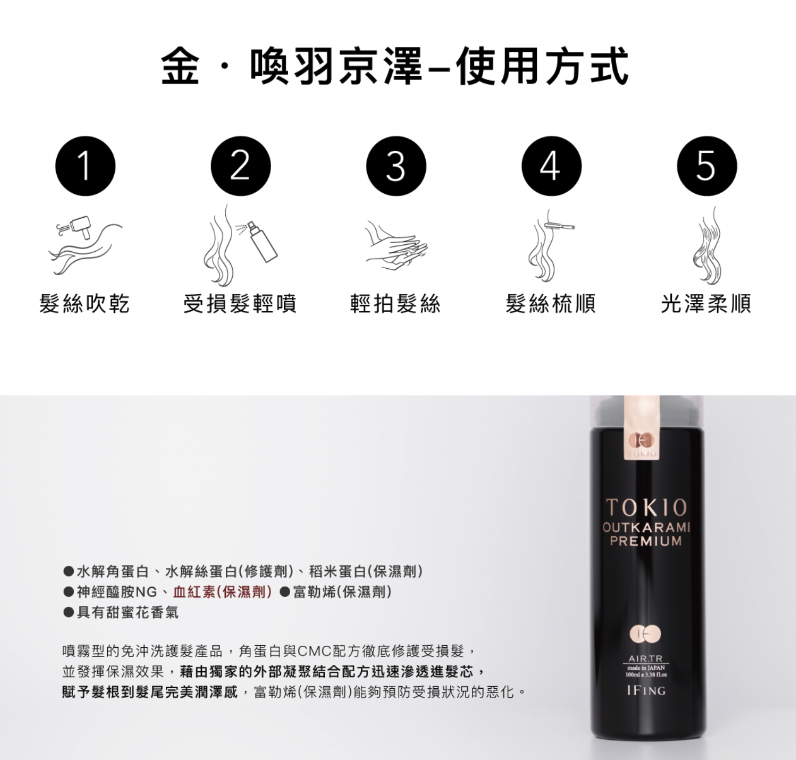 金·喚羽京澤–使用方式
1 2 3 4 5
髮絲吹乾 受損髮輕噴 輕拍髮絲 髮絲梳順 光澤柔順
TOKIO
TOKIO
OUTKARAMI
PREMIUM
●水解角蛋白、水解絲蛋白(修護劑)、稻米蛋白(保濕劑)
●神經醯胺NG、血紅素(保濕劑) ●富勒烯(保濕劑)
●具有甜蜜花香氣
噴霧型的免沖洗護髮產品，角蛋白與CMC配方徹底修護受損髮，
並發揮保濕效果，藉由獨家的外部凝聚結合配方迅速滲透進髮芯，
賦予髮根到髮尾完美潤澤感，富勒烯(保濕劑)能夠預防受損狀況的惡化。
AIR TR
made in JAPAN
100ml e 3.38 fl.oz
IFING